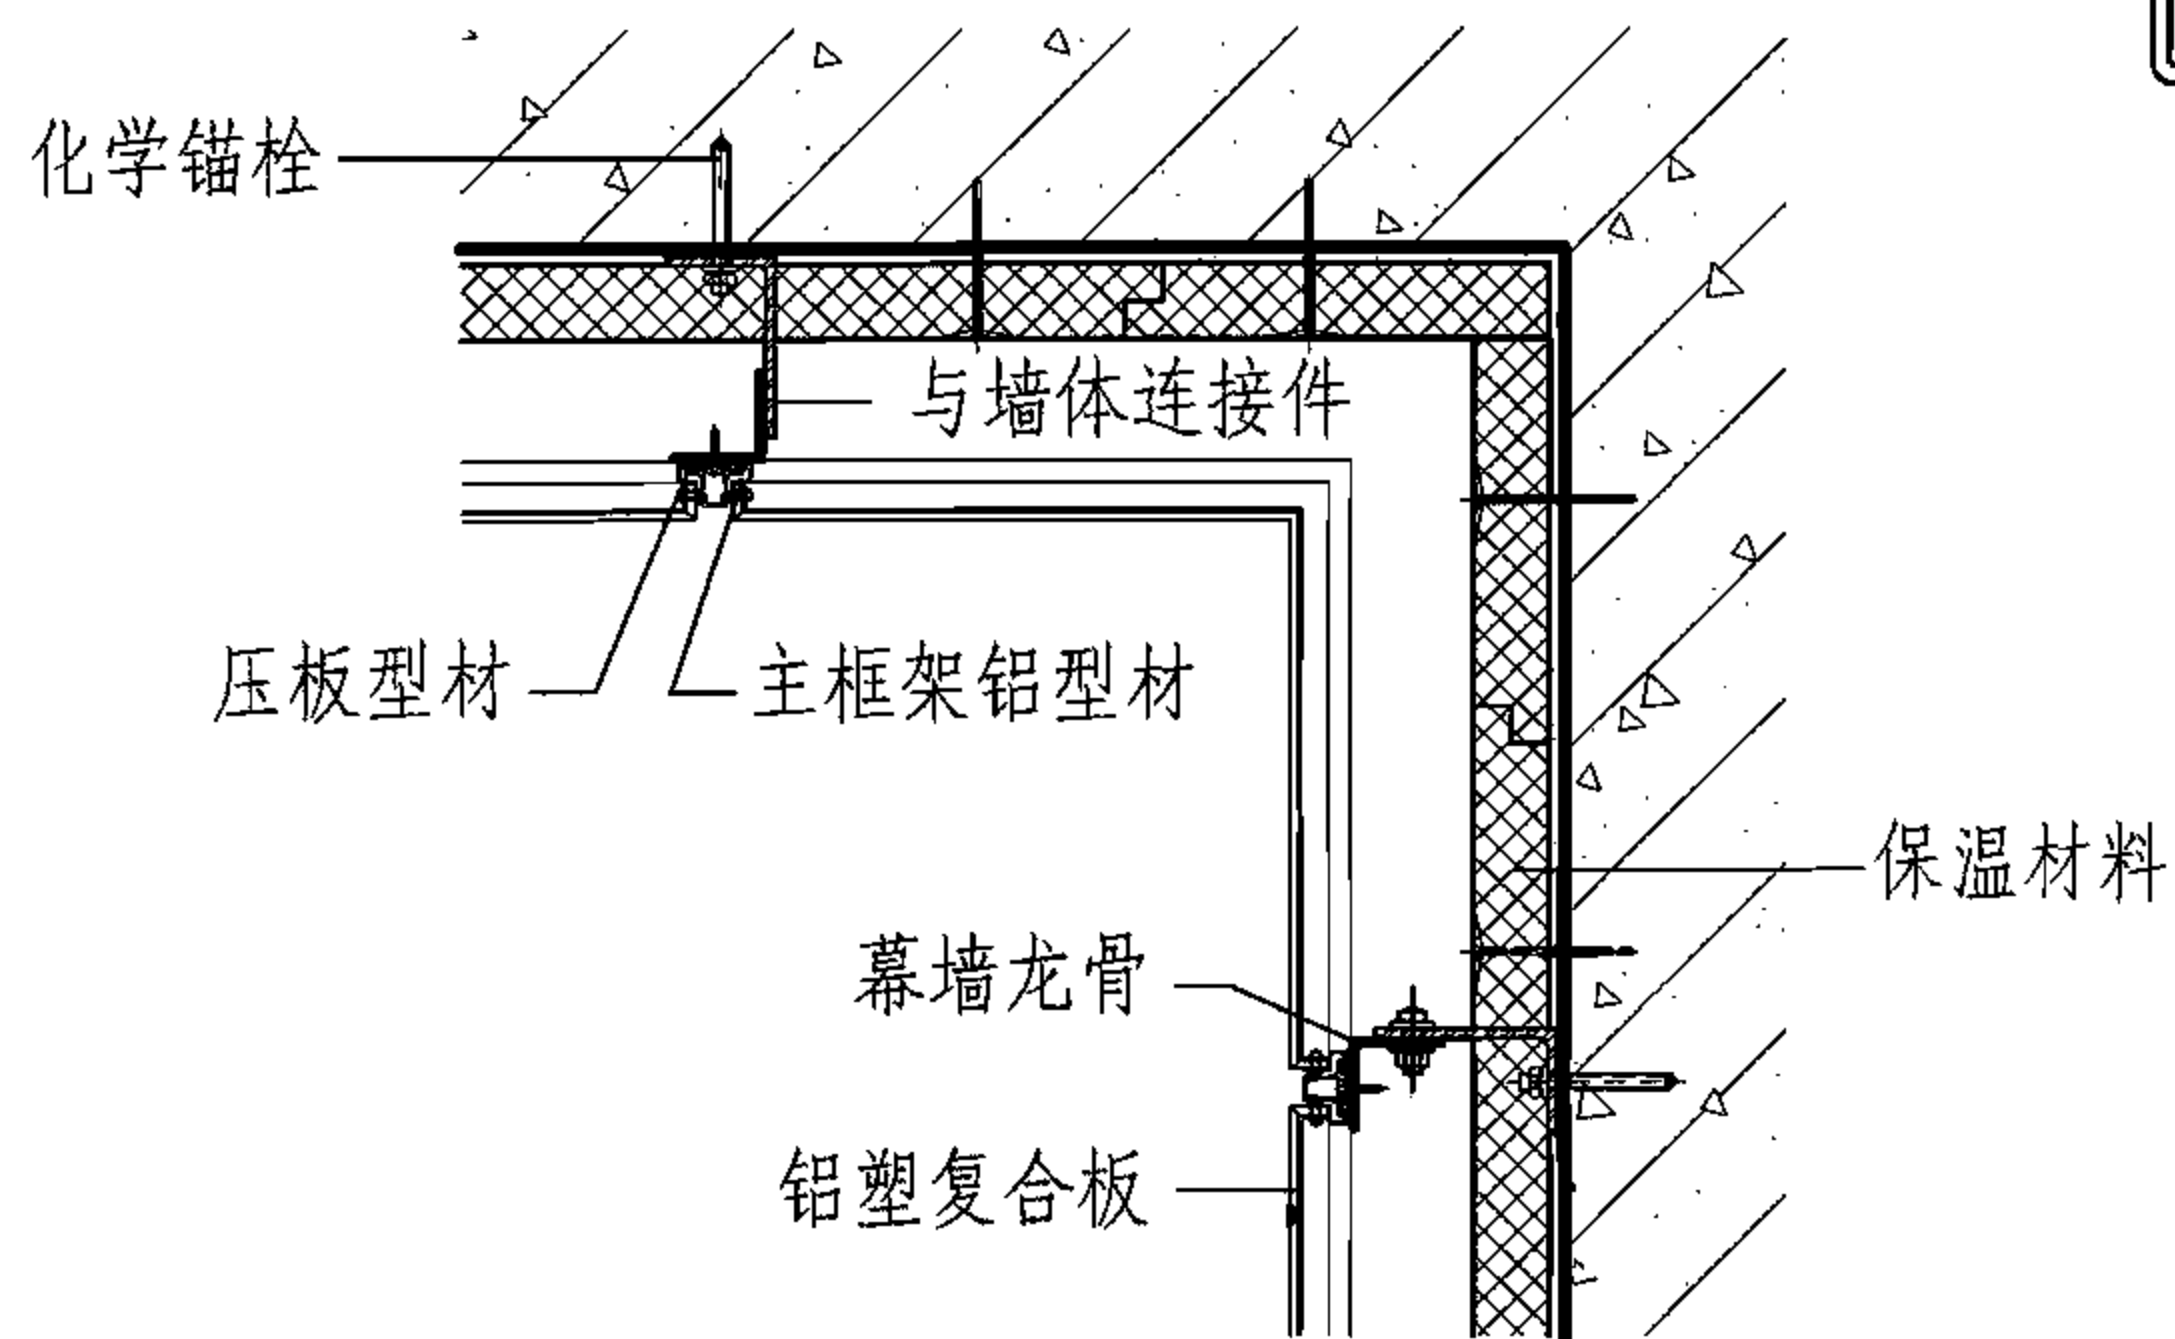 化学锚栓
与墙体连接件
压板型材
主框架铝型材
保温材料
幕墙龙骨
铝塑复合板